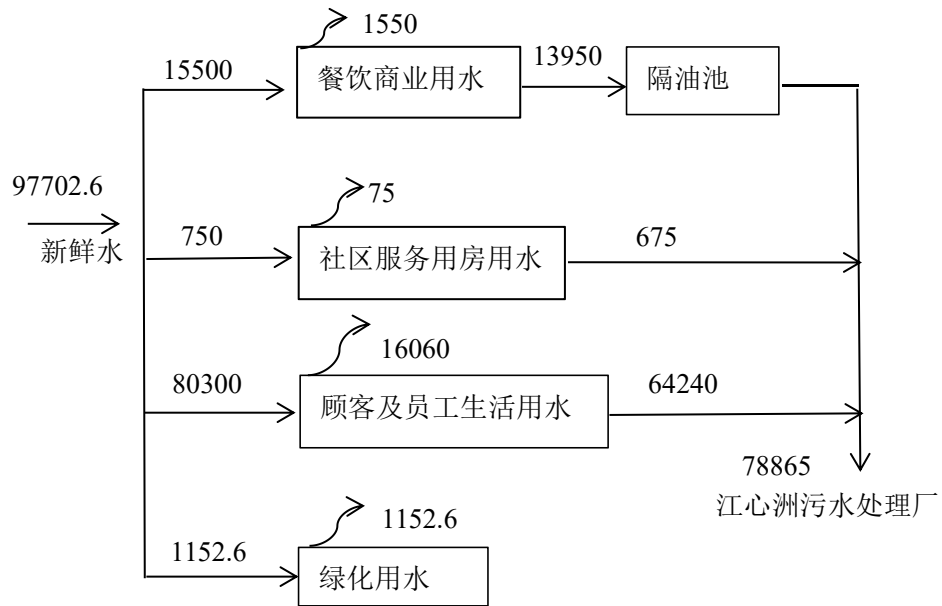 1550
15500
餐饮商业用水
13950
隔油池
97702.6
新鲜水
75
750
社区服务用房用水
675
16060
80300
顾客及员工生活用水
64240
78865
江心洲污水处理厂
1152.6
1152.6
绿化用水